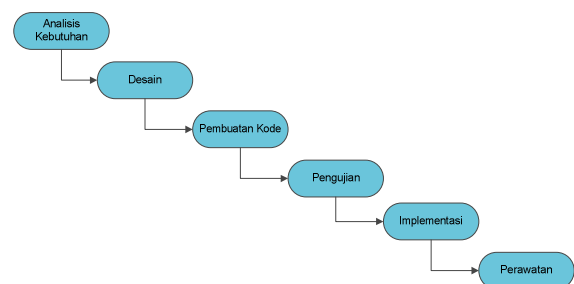 Analisis
Kebutuhan
Desain
Pembuatan Kode
Pengujian
Implementasi
Perawatan